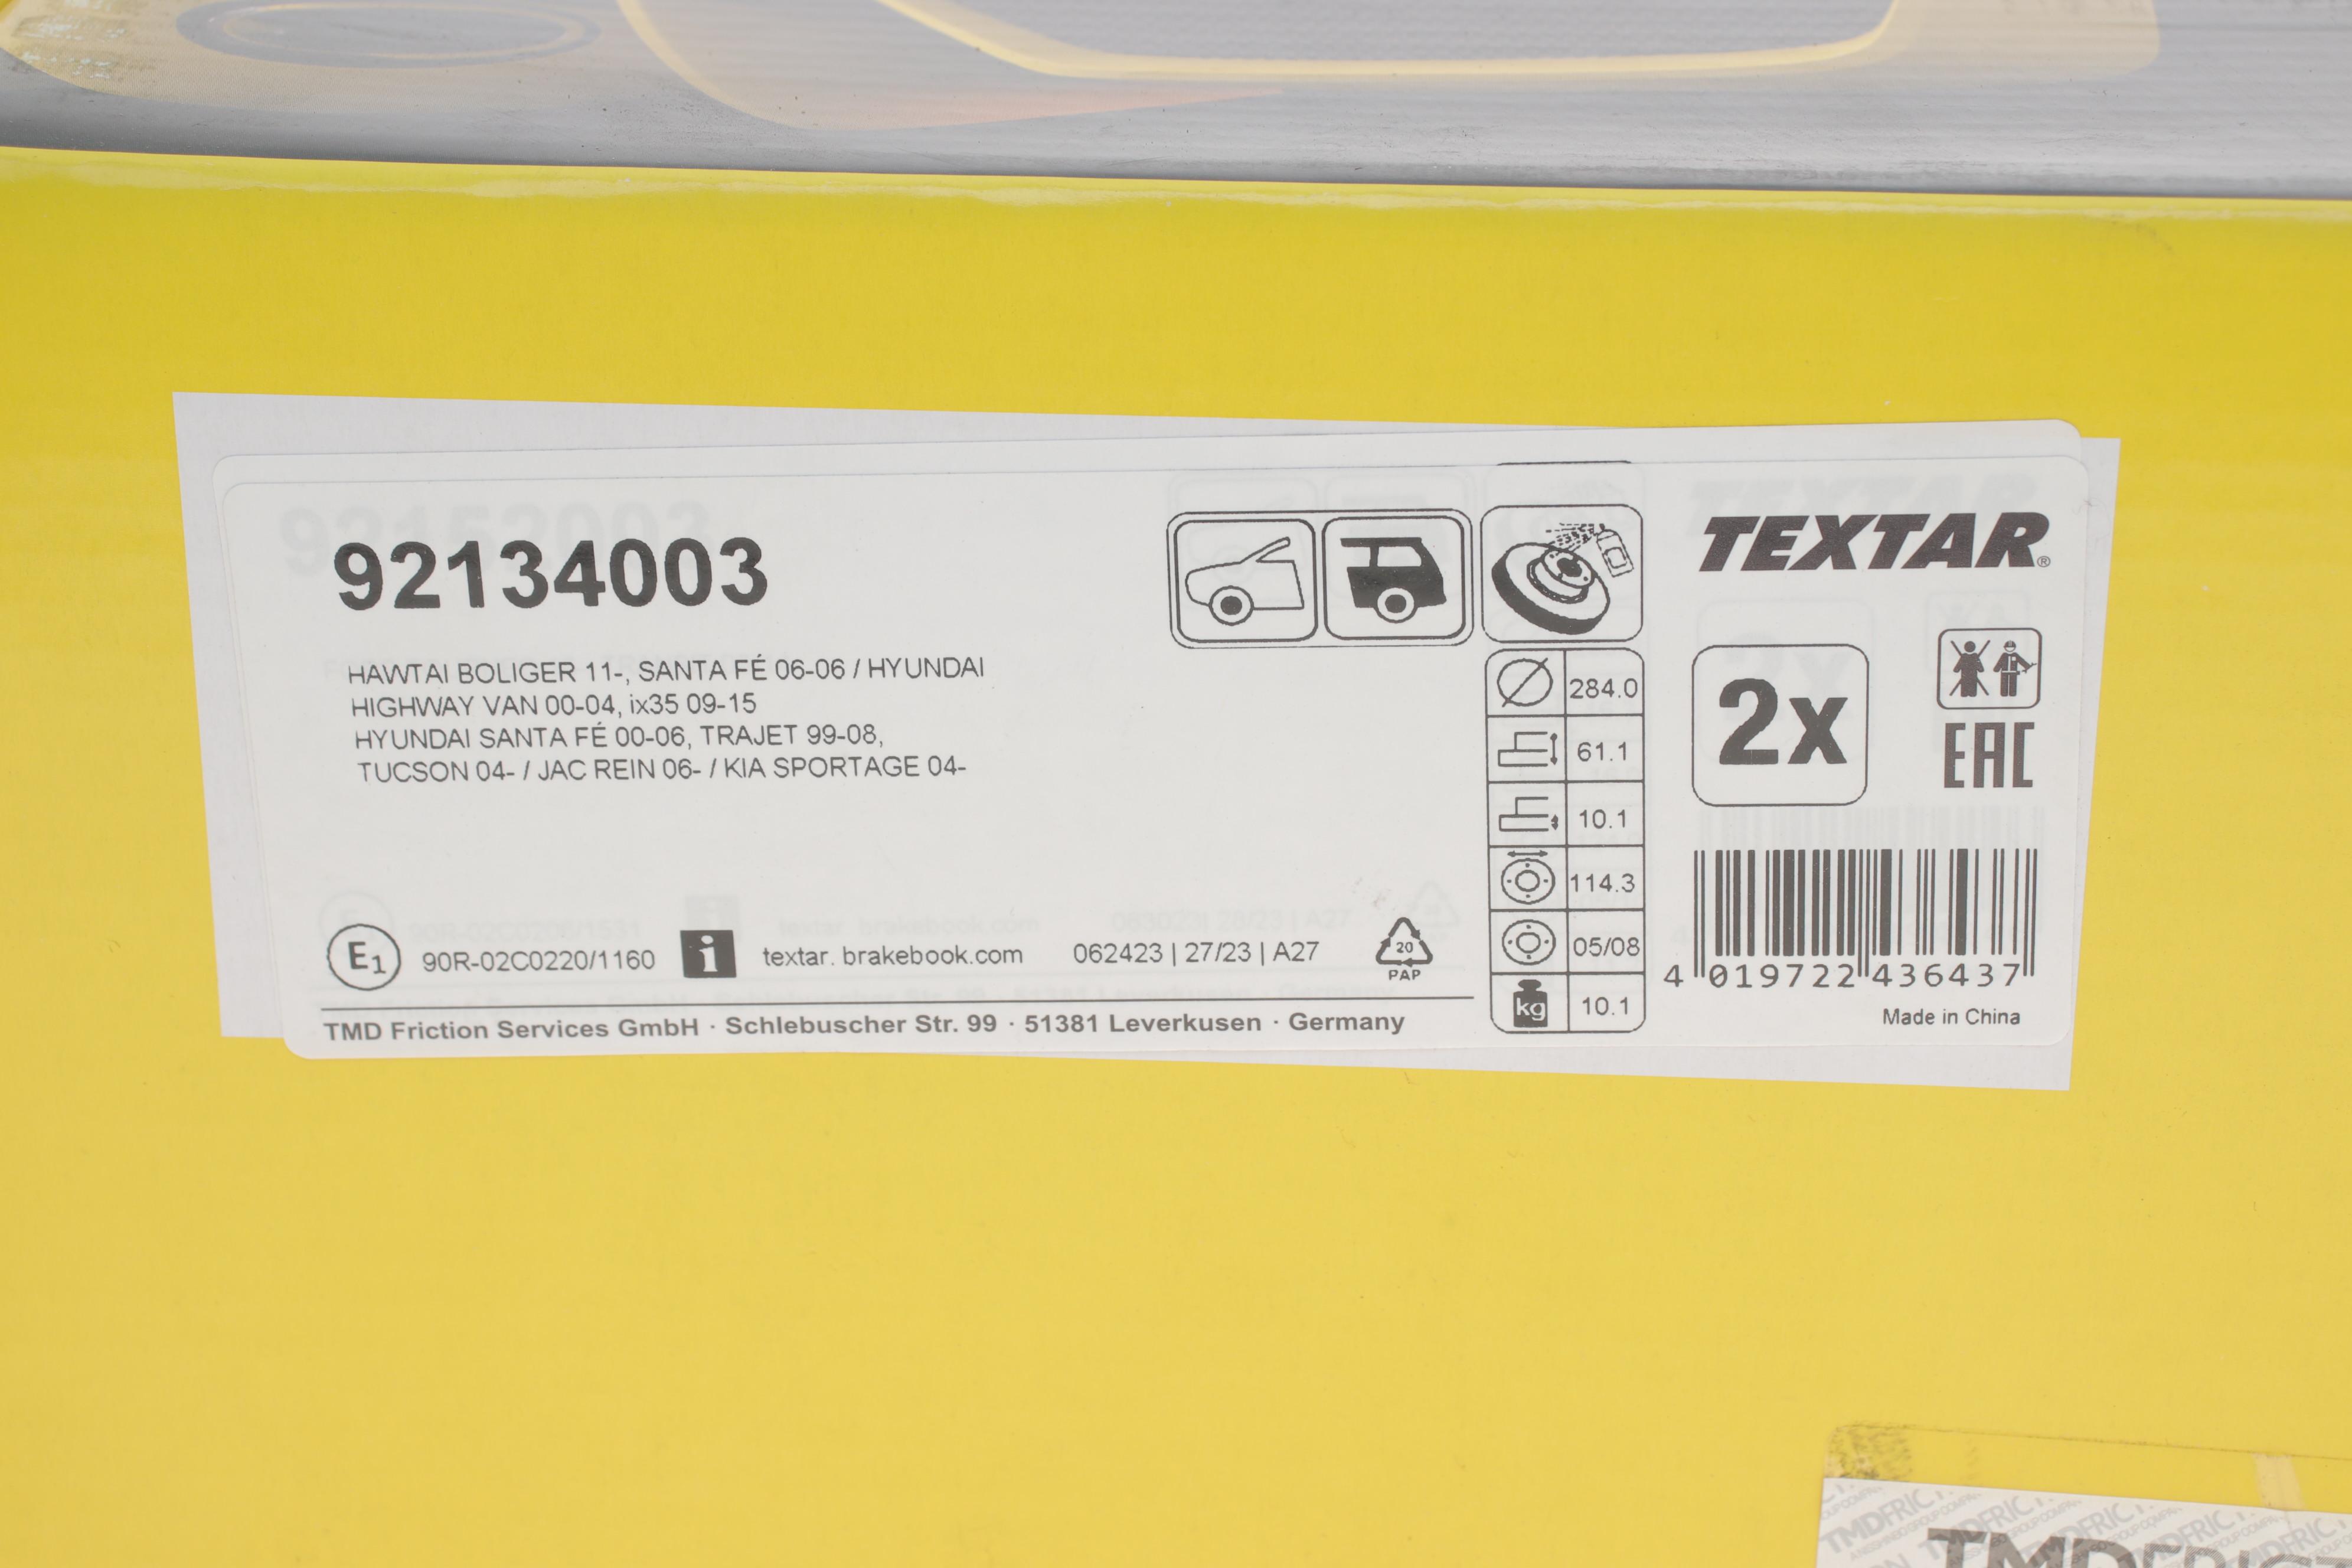 92134003
HAWTAI BOLIGER 11-, SANTA FÉ 06-06 / HYUNDAI
HIGHWAY VAN 00-04, ix35 09-15
HYUNDAI SANTA FÉ 00-06, TRAJET 99-08,
TUCSON 04- / JAC REIN 06- / KIA SPORTAGE 04-
E1 90R-02C0220/1160 i textar. brakebook.com 062423 | 27/23 | A27
20
PAP
TMD Friction Services GmbH · Schlebuscher Str. 99 · 51381 Leverkusen · Germany
284.0
61.1
10.1
114.3
05/08
kg 10.1
TEXTAR®
2x
EAC
4 019722 436437
Made in China